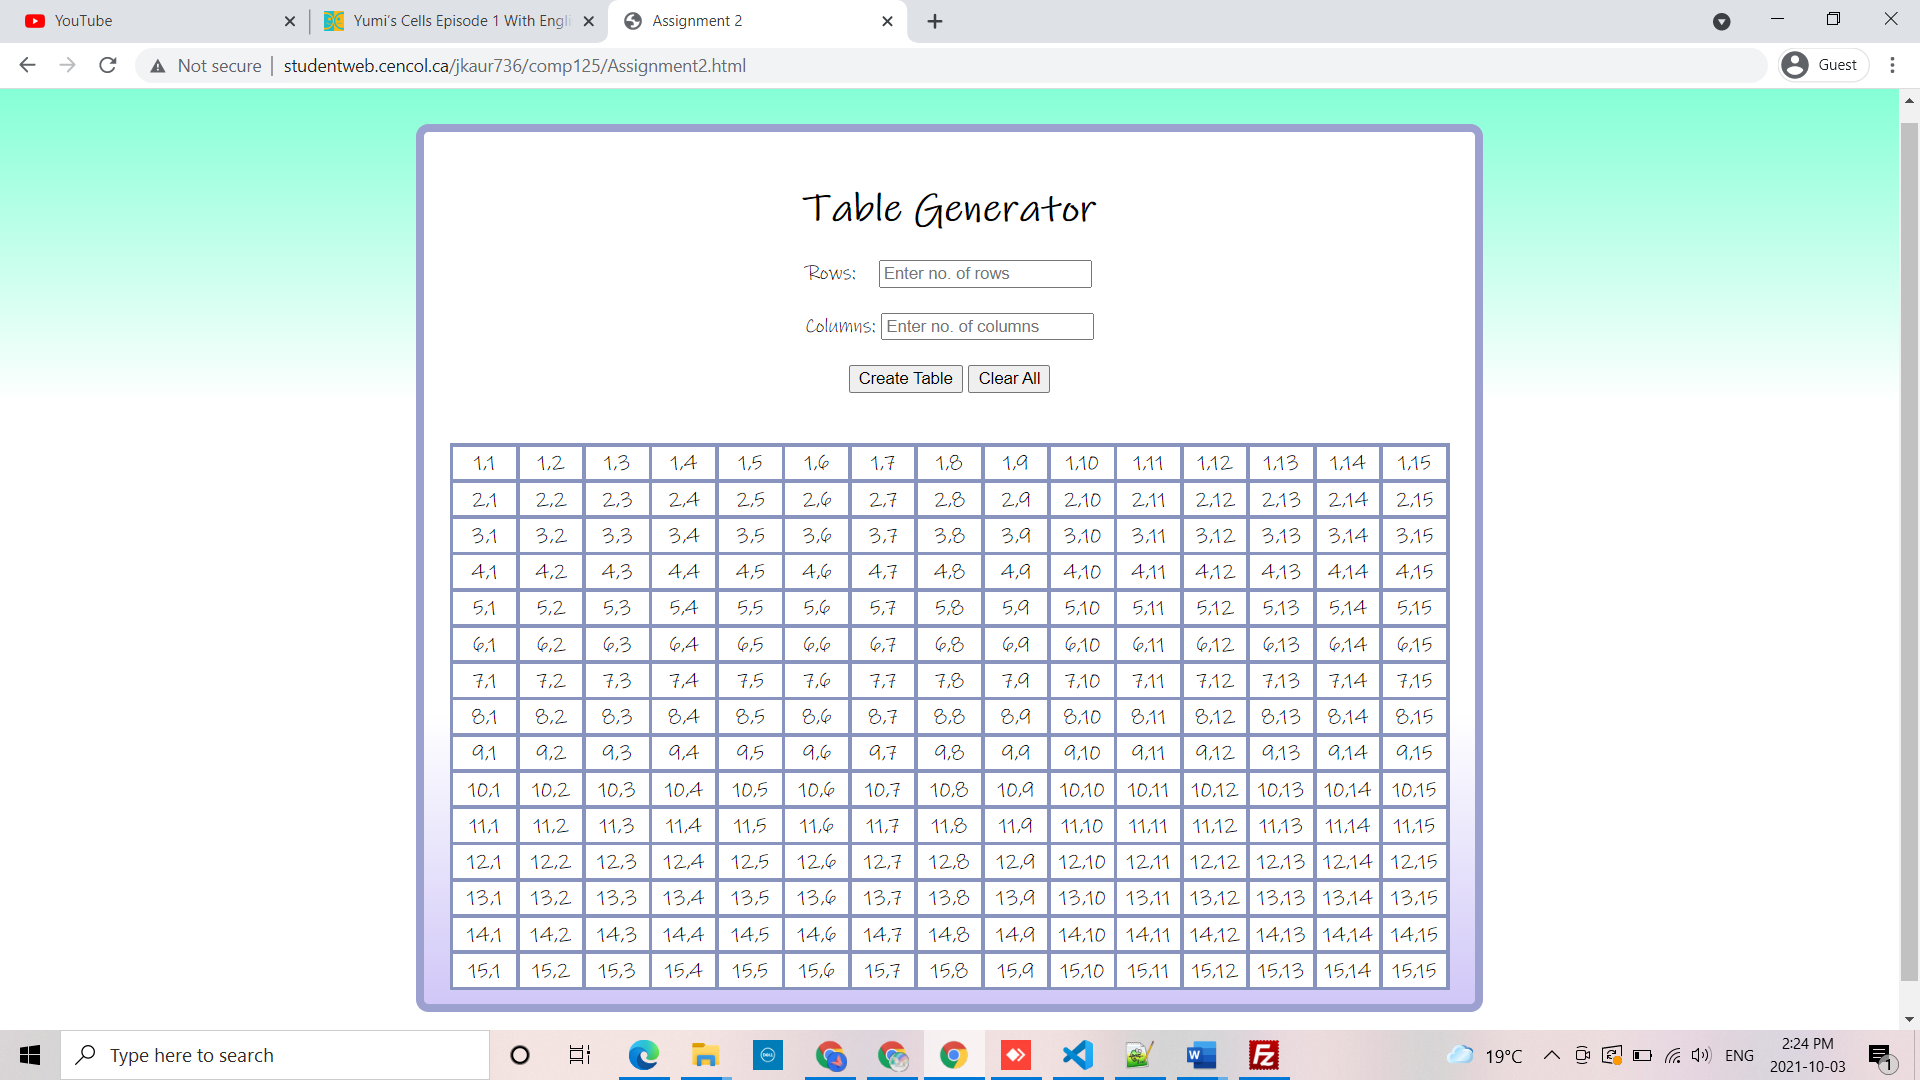 YouTube
Yumi's Cells Episode 1 With Engli
Assignment 2
Not secure | studentweb.cencol.ca/jkaur736/comp125/Assignment2.html
Guest
Table Generator
Rows: Enter no. of rows
Columns: Enter no. of columns
Create Table Clear All
1,1 1,2 1,3 1,4 1,5 1,6 1,7 1,8 1,9 1,10 1,11 1,12 1,13 1,14 1,15
2,1 2,2 2,3 2,4 2,5 2,6 2,7 2,8 2,9 2,10 2,11 2,12 2,13 2,14 2,15
3,1 3,2 3,3 3,4 3,5 3,6 3,7 3,8 3,9 3,10 3,11 3,12 3,13 3,14 3,15
4,1 4,2 4,3 4,4 4,5 4,6 4,7 4,8 4,9 4,10 4,11 4,12 4,13 4,14 4,15
5,1 5,2 5,3 5,4 5,5 5,6 5,7 5,8 5,9 5,10 5,11 5,12 5,13 5,14 5,15
6,1 6,2 6,3 6,4 6,5 6,6 6,7 6,8 6,9 6,10 6,11 6,12 6,13 6,14 6,15
7,1 7,2 7,3 7,4 7,5 7,6 7,7 7,8 7,9 7,10 7,11 7,12 7,13 7,14 7,15
8,1 8,2 8,3 8,4 8,5 8,6 8,7 8,8 8,9 8,10 8,11 8,12 8,13 8,14 8,15
9,1 9,2 9,3 9,4 9,5 9,6 9,7 9,8 9,9 9,10 9,11 9,12 9,13 9,14 9,15
10,1 10,2 10,3 10,4 10,5 10,6 10,7 10,8 10,9 10,10 10,11 10,12 10,13 10,14 10,15
11,1 11,2 11,3 11,4 11,5 11,6 11,7 11,8 11,9 11,10 11,11 11,12 11,13 11,14 11,15
12,1 12,2 12,3 12,4 12,5 12,6 12,7 12,8 12,9 12,10 12,11 12,12 12,13 12,14 12,15
13,1 13,2 13,3 13,4 13,5 13,6 13,7 13,8 13,9 13,10 13,11 13,12 13,13 13,14 13,15
14,1 14,2 14,3 14,4 14,5 14,6 14,7 14,8 14,9 14,10 14,11 14,12 14,13 14,14 14,15
15,1 15,2 15,3 15,4 15,5 15,6 15,7 15,8 15,9 15,10 15,11 15,12 15,13 15,14 15,15
Type here to search
DELL
W
Fz
19°C
ENG
2:24 PM
2021-10-03
1